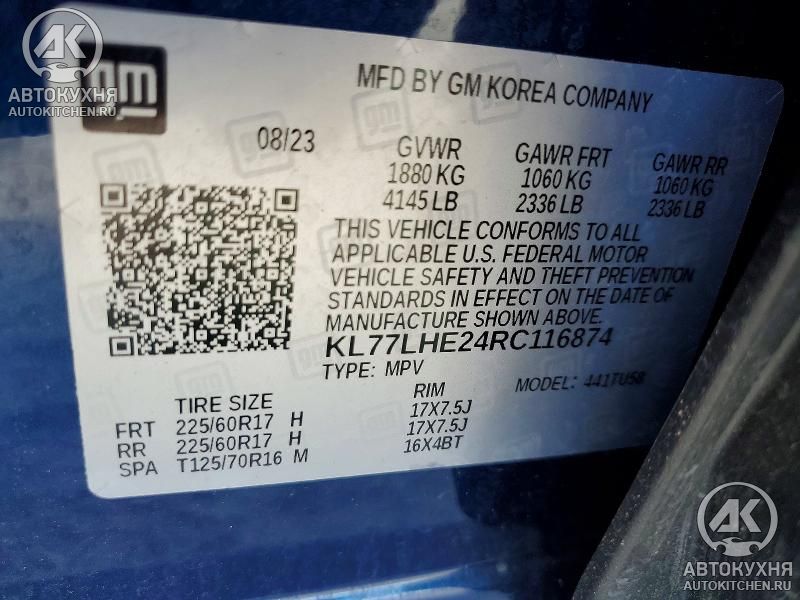 AK
АВТОКУХНЯ
AUTOKITCHEN.RU
gm
MFD BY GM KOREA COMPANY
08/23
GVWR GAWR FRT GAWR RR
1880 KG 1060 KG 1060 KG
4145 LB 2336 LB 2336 LB
THIS VEHICLE CONFORMS TO ALL
APPLICABLE U.S. FEDERAL MOTOR
VEHICLE SAFETY AND THEFT PREVENTION
STANDARDS IN EFFECT ON THE DATE OF
MANUFACTURE SHOWN ABOVE.
KL77LHE24RC116874
TYPE: MPV MODEL: 441TU58
TIRE SIZE RIM
FRT 225/60R17 H 17X7.5J
RR 225/60R17 H 17X7.5J
SPA T125/70R16 M 16X4BT
AK
АВТОКУХНЯ
AUTOKITCHEN.RU